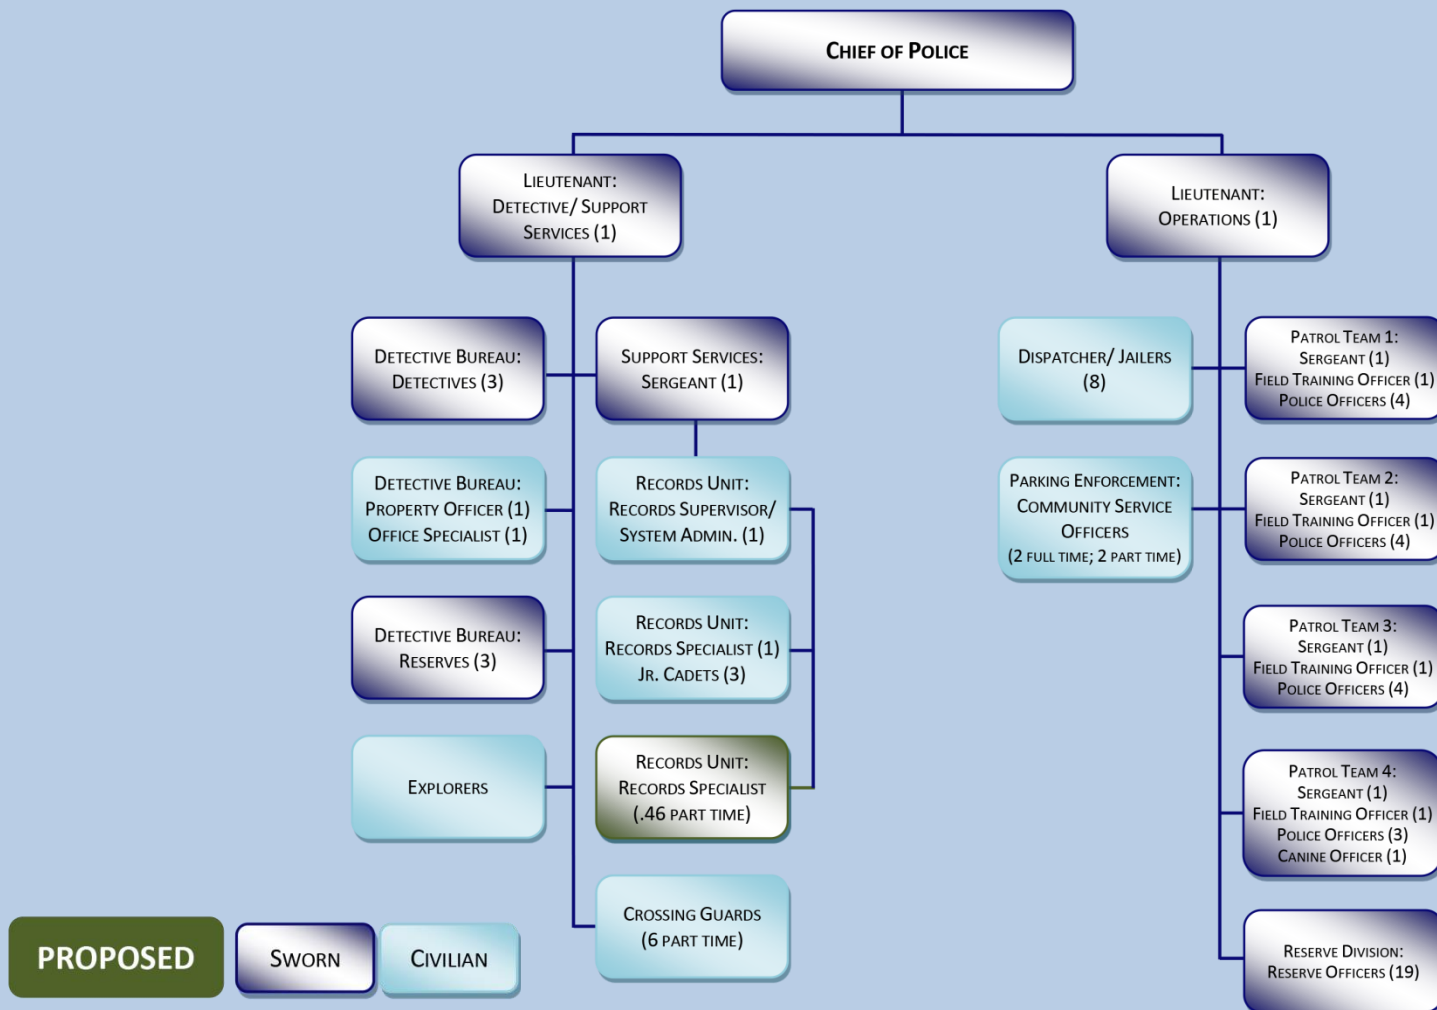 CHIEF OF POLICE
LIEUTENANT:
DETECTIVE/ SUPPORT
SERVICES (1)
LIEUTENANT:
OPERATIONS (1)
DETECTIVE BUREAU:
DETECTIVES (3)
SUPPORT SERVICES:
SERGEANT (1)
DISPATCHER/ JAILERS
(8)
PATROL TEAM 1:
SERGEANT (1)
FIELD TRAINING OFFICER (1)
POLICE OFFICERS (4)
DETECTIVE BUREAU:
PROPERTY OFFICER (1)
OFFICE SPECIALIST (1)
RECORDS UNIT:
RECORDS SUPERVISOR/
SYSTEM ADMIN. (1)
PARKING ENFORCEMENT:
COMMUNITY SERVICE
OFFICERS
(2 FULL TIME; 2 PART TIME)
PATROL TEAM 2:
SERGEANT (1)
FIELD TRAINING OFFICER (1)
POLICE OFFICERS (4)
DETECTIVE BUREAU:
RESERVES (3)
RECORDS UNIT:
RECORDS SPECIALIST (1)
JR. CADETS (3)
PATROL TEAM 3:
SERGEANT (1)
FIELD TRAINING OFFICER (1)
POLICE OFFICERS (4)
EXPLORERS
RECORDS UNIT:
RECORDS SPECIALIST
(.46 PART TIME)
PATROL TEAM 4:
SERGEANT (1)
FIELD TRAINING OFFICER (1)
POLICE OFFICERS (3)
CANINE OFFICER (1)
CROSSING GUARDS
(6 PART TIME)
RESERVE DIVISION:
RESERVE OFFICERS (19)
PROPOSED
SWORN
CIVILIAN